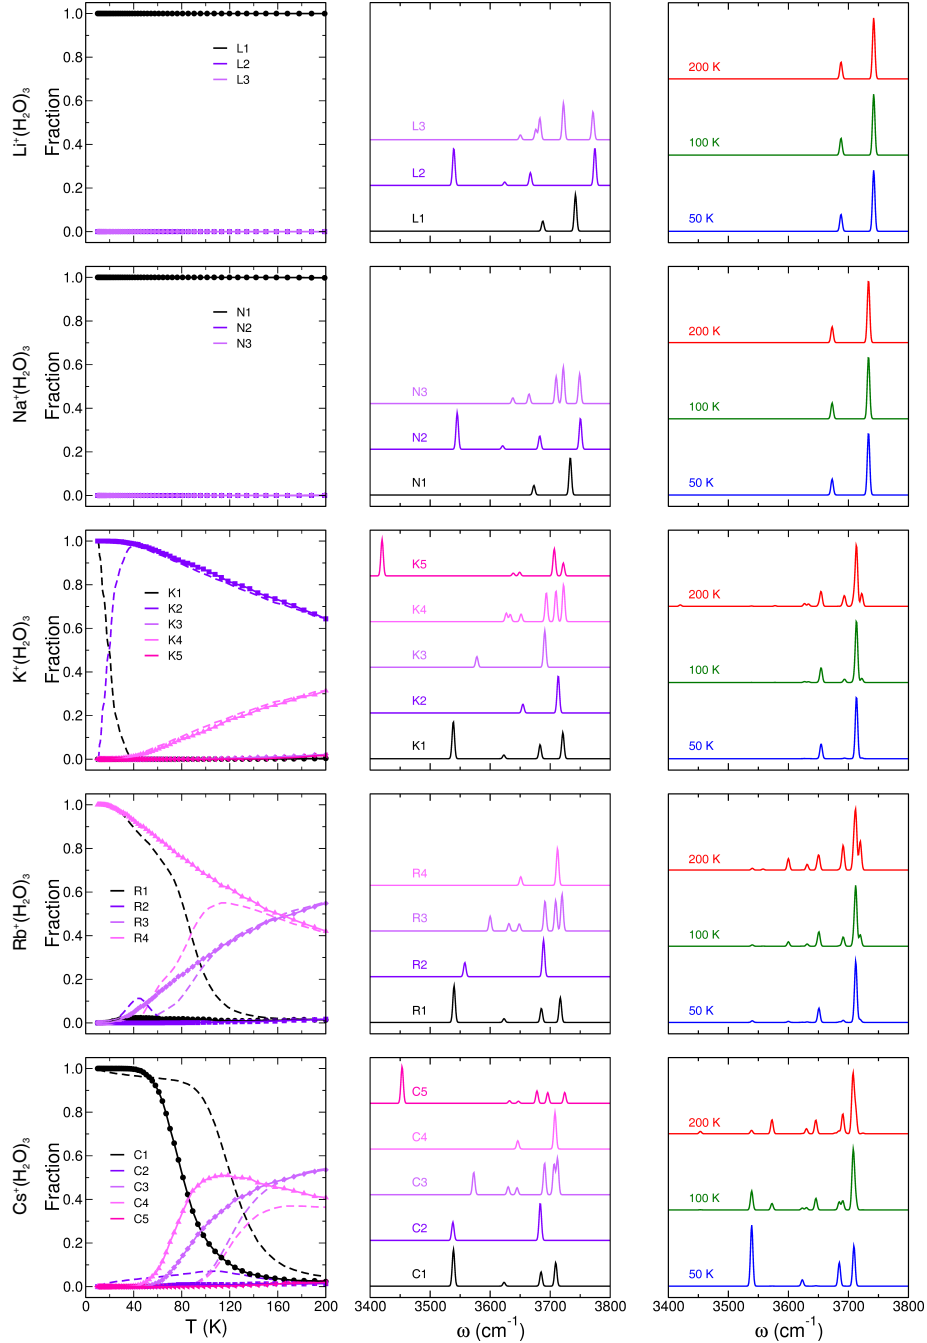 Li⁺(H₂O)₃
Fraction
1.0
0.8
0.6
0.4
0.2
0.0
L1
L2
L3
L3
L2
L1
200 K
100 K
50 K
Na⁺(H₂O)₃
Fraction
1.0
0.8
0.6
0.4
0.2
0.0
N1
N2
N3
N3
N2
N1
200 K
100 K
50 K
K⁺(H₂O)₃
Fraction
1.0
0.8
0.6
0.4
0.2
0.0
K1
K2
K3
K4
K5
K5
K4
K3
K2
K1
200 K
100 K
50 K
Rb⁺(H₂O)₃
Fraction
1.0
0.8
0.6
0.4
0.2
0.0
R1
R2
R3
R4
R4
R3
R2
R1
200 K
100 K
50 K
Cs⁺(H₂O)₃
Fraction
1.0
0.8
0.6
0.4
0.2
0.0
C1
C2
C3
C4
C5
C5
C4
C3
C2
C1
200 K
100 K
50 K
0 40 80 120 160 200
T (K)
3400 3500 3600 3700 3800
ω (cm⁻¹)
3400 3500 3600 3700 3800
ω (cm⁻¹)